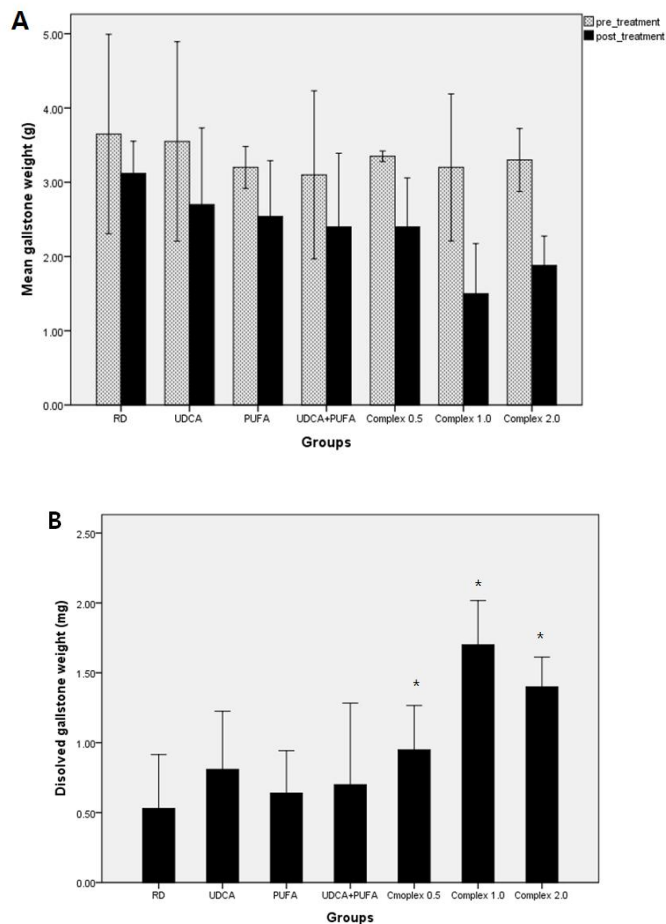 A
pre_treatment
post_treatment
5.00
4.00
3.00
2.00
1.00
0.00
Mean gallstone weight (g)
RD UDCA PUFA UDCA+PUFA Complex 0.5 Complex 1.0 Complex 2.0
Groups
B
2.50
2.00
1.50
1.00
0.50
0.00
Disolved gallstone weight (mg)
*
*
*
RD UDCA PUFA UDCA+PUFA Cmoplex 0.5 Complex 1.0 Complex 2.0
Groups